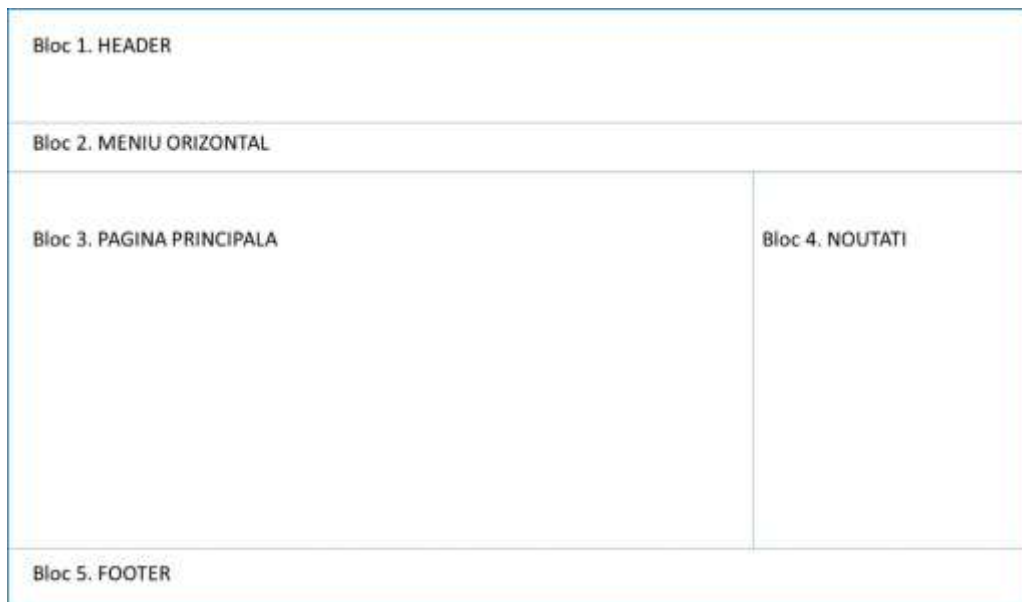 Bloc 1. HEADER
Bloc 2. MENIU ORIZONTAL
Bloc 3. PAGINA PRINCIPALA
Bloc 4. NOUTATI
Bloc 5. FOOTER